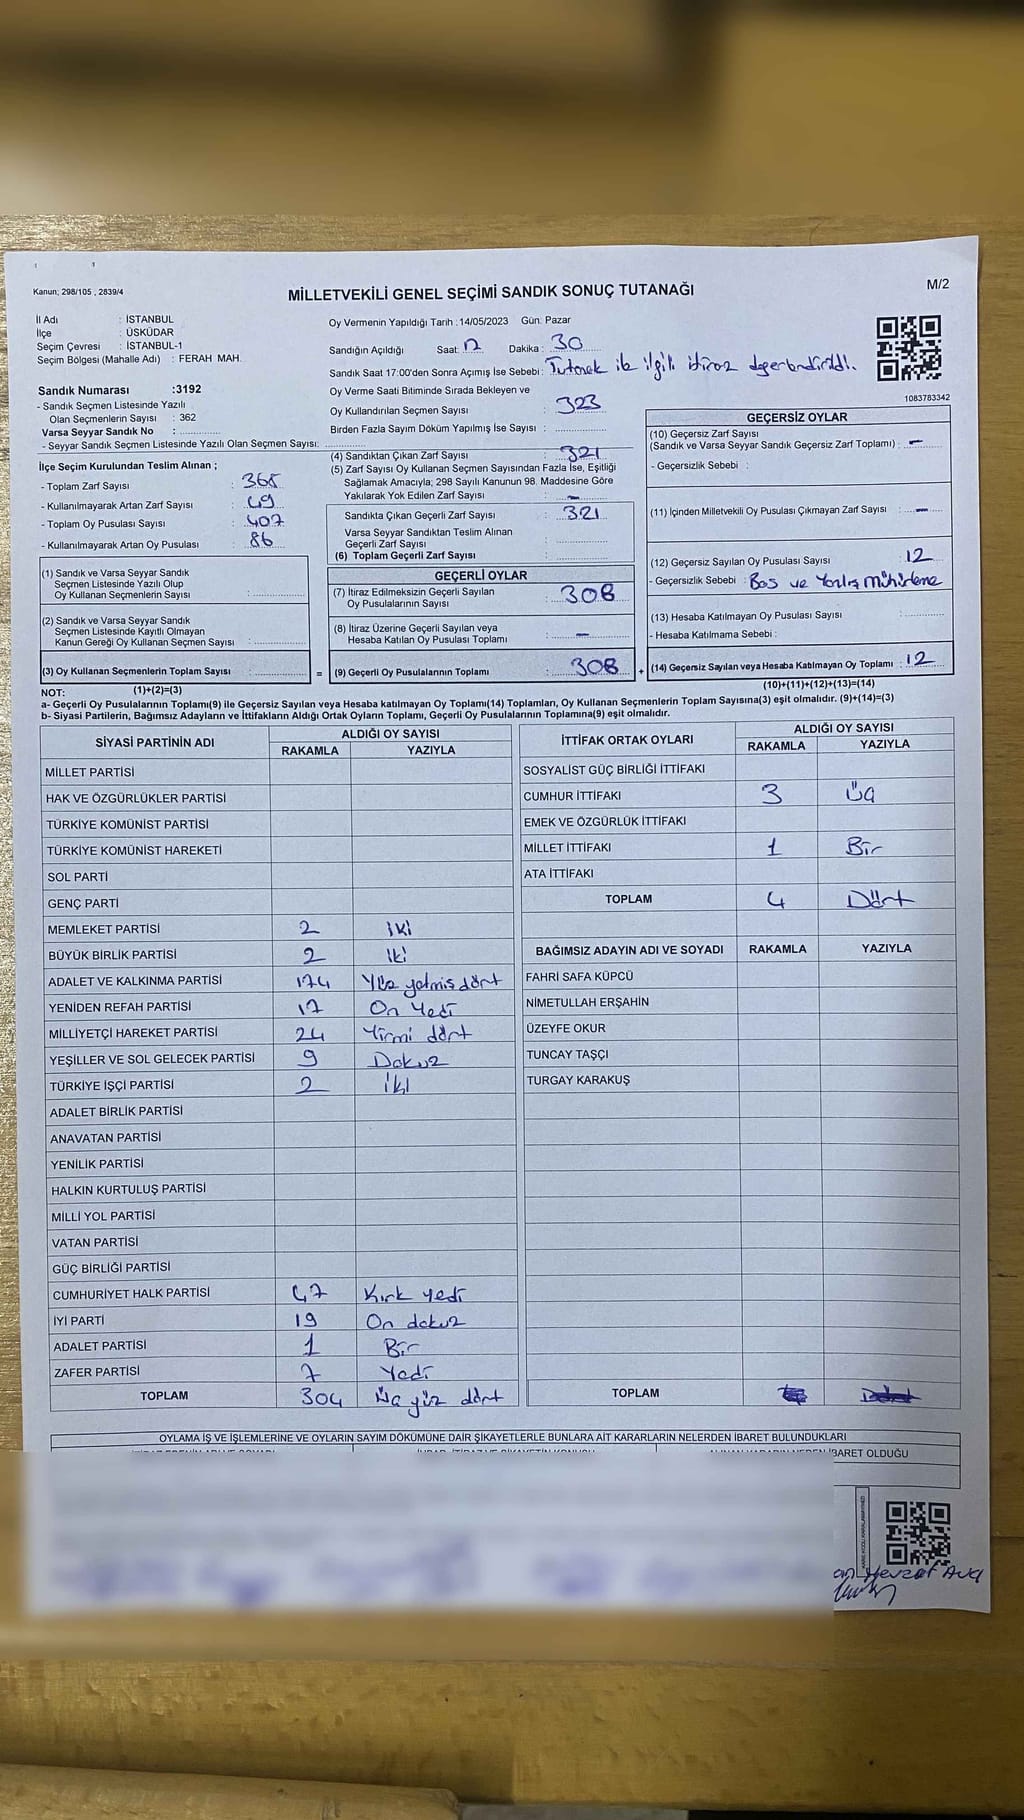 Kanun; 298/105 , 2839/4
MİLLETVEKİLİ GENEL SEÇİMİ SANDIK SONUÇ TUTANAĞI
M/2
İl Adı : İSTANBUL
İlçe : ÜSKÜDAR
Seçim Çevresi : İSTANBUL-1
Seçim Bölgesi (Mahalle Adı) : FERAH MAH.
Sandık Numarası :3192
- Sandık Seçmen Listesinde Yazılı
Olan Seçmenlerin Sayısı : 362
Varsa Seyyar Sandık No :
- Seyyar Sandık Seçmen Listesinde Yazılı Olan Seçmen Sayısı:
İlçe Seçim Kurulundan Teslim Alınan ;
- Toplam Zarf Sayısı : 365
- Kullanılmayarak Artan Zarf Sayısı : 49
- Toplam Oy Pusulası Sayısı : 407
- Kullanılmayarak Artan Oy Pusulası : 86
Oy Vermenin Yapıldığı Tarih :14/05/2023 Gün: Pazar
Sandığın Açıldığı Saat: 17 Dakika : 30
Sandık Saat 17:00'den Sonra Açımış İse Sebebi : Tutanak ile ilgili itiraz değerlendirildi.
Oy Verme Saati Bitiminde Sırada Bekleyen ve
Oy Kullandırılan Seçmen Sayısı : 323
Birden Fazla Sayım Döküm Yapılmış İse Sayısı :
(4) Sandıktan Çıkan Zarf Sayısı : 321
(5) Zarf Sayısı Oy Kullanan Seçmen Sayısından Fazla İse, Eşitliği
Sağlamak Amacıyla; 298 Sayılı Kanunun 98. Maddesine Göre
Yakılarak Yok Edilen Zarf Sayısı : -
Sandıkta Çıkan Geçerli Zarf Sayısı : 321
Varsa Seyyar Sandıktan Teslim Alınan
Geçerli Zarf Sayısı :
(6) Toplam Geçerli Zarf Sayısı :
1083783342
GEÇERSİZ OYLAR
(10) Geçersiz Zarf Sayısı
(Sandık ve Varsa Seyyar Sandık Geçersiz Zarf Toplamı) : -
- Geçersizlik Sebebi :
(11) İçinden Milletvekili Oy Pusulası Çıkmayan Zarf Sayısı : -
(12) Geçersiz Sayılan Oy Pusulası Sayısı : 12
- Geçersizlik Sebebi : Boş ve Yanlış Mühürleme
(13) Hesaba Katılmayan Oy Pusulası Sayısı :
- Hesaba Katılmama Sebebi :
(1) Sandık ve Varsa Seyyar Sandık
Seçmen Listesinde Yazılı Olup
Oy Kullanan Seçmenlerin Sayısı :
(2) Sandık ve Varsa Seyyar Sandık
Seçmen Listesinde Kayıtlı Olmayan
Kanun Gereği Oy Kullanan Seçmen Sayısı :
GEÇERLİ OYLAR
(7) İtiraz Edilmeksizin Geçerli Sayılan
Oy Pusulalarının Sayısı : 308
(8) İtiraz Üzerine Geçerli Sayılan veya
Hesaba Katılan Oy Pusulası Toplamı : -
(3) Oy Kullanan Seçmenlerin Toplam Sayısı : = (9) Geçerli Oy Pusulalarının Toplamı : 308 + (14) Geçersiz Sayılan veya Hesaba Katılmayan Oy Toplamı : 12
NOT: (1)+(2)=(3) (10)+(11)+(12)+(13)=(14)
a- Geçerli Oy Pusulalarının Toplamı(9) ile Geçersiz Sayılan veya Hesaba katılmayan Oy Toplamı(14) Toplamları, Oy Kullanan Seçmenlerin Toplam Sayısına(3) eşit olmalıdır. (9)+(14)=(3)
b- Siyasi Partilerin, Bağımsız Adayların ve İttifakların Aldığı Ortak Oyların Toplamı, Geçerli Oy Pusulalarının Toplamına(9) eşit olmalıdır.
SİYASİ PARTİNİN ADI ALDIĞI OY SAYISI
RAKAMLA YAZIYLA
MİLLET PARTİSİ
HAK VE ÖZGÜRLÜKLER PARTİSİ
TÜRKİYE KOMÜNİST PARTİSİ
TÜRKİYE KOMÜNİST HAREKETİ
SOL PARTİ
GENÇ PARTİ
MEMLEKET PARTİSİ 2 iki
BÜYÜK BİRLİK PARTİSİ 2 iki
ADALET VE KALKINMA PARTİSİ 174 Yüz yetmiş dört
YENİDEN REFAH PARTİSİ 17 On Yedi
MİLLİYETÇİ HAREKET PARTİSİ 24 Yirmi dört
YEŞİLLER VE SOL GELECEK PARTİSİ 9 Dokuz
TÜRKİYE İŞÇİ PARTİSİ 2 iki
ADALET BİRLİK PARTİSİ
ANAVATAN PARTİSİ
YENİLİK PARTİSİ
HALKIN KURTULUŞ PARTİSİ
MİLLİ YOL PARTİSİ
VATAN PARTİSİ
GÜÇ BİRLİĞİ PARTİSİ
CUMHURİYET HALK PARTİSİ 47 Kırk yedi
İYİ PARTİ 19 On dokuz
ADALET PARTİSİ 1 Bir
ZAFER PARTİSİ 7 Yedi
TOPLAM 304 Üç yüz dört
İTTİFAK ORTAK OYLARI ALDIĞI OY SAYISI
RAKAMLA YAZIYLA
SOSYALİST GÜÇ BİRLİĞİ İTTİFAKI
CUMHUR İTTİFAKI 3 Üç
EMEK VE ÖZGÜRLÜK İTTİFAKI
MİLLET İTTİFAKI 1 Bir
ATA İTTİFAKI
TOPLAM 4 Dört
BAĞIMSIZ ADAYIN ADI VE SOYADI RAKAMLA YAZIYLA
FAHRİ SAFA KÜPCÜ
NİMETULLAH ERŞAHİN
ÜZEYFE OKUR
TUNCAY TAŞÇI
TURGAY KARAKUŞ
TOPLAM
OYLAMA İŞ VE İŞLEMLERİNE VE OYLARIN SAYIM DÖKÜMÜNE DAİR ŞİKAYETLERLE BUNLARA AİT KARARLARIN NELERDEN İBARET BULUNDUKLARI
İBARET OLDUĞU